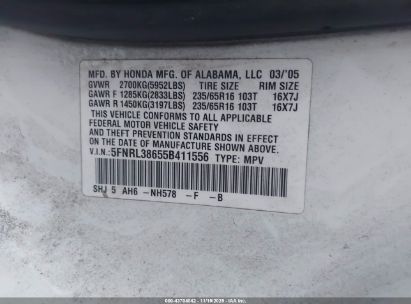 MFD. BY HONDA MFG. OF ALABAMA, LLC 03/'05
GVWR 2700KG(5952LBS) TIRE SIZE RIM SIZE
GAWR F 1285KG(2833LBS) 235/65R16 103T 16X7J
GAWR R 1450KG(3197LBS) 235/65R16 103T 16X7J
THIS VEHICLE CONFORMS TO ALL APPLICABLE
FEDERAL MOTOR VEHICLE SAFETY
AND THEFT PREVENTION STANDARDS IN EFFECT
ON THE DATE OF MANUFACTURE SHOWN ABOVE.
V.I.N.:5FNRL38655B411556 TYPE: MPV
SHJ 5 AH6 -NH578 -F -B